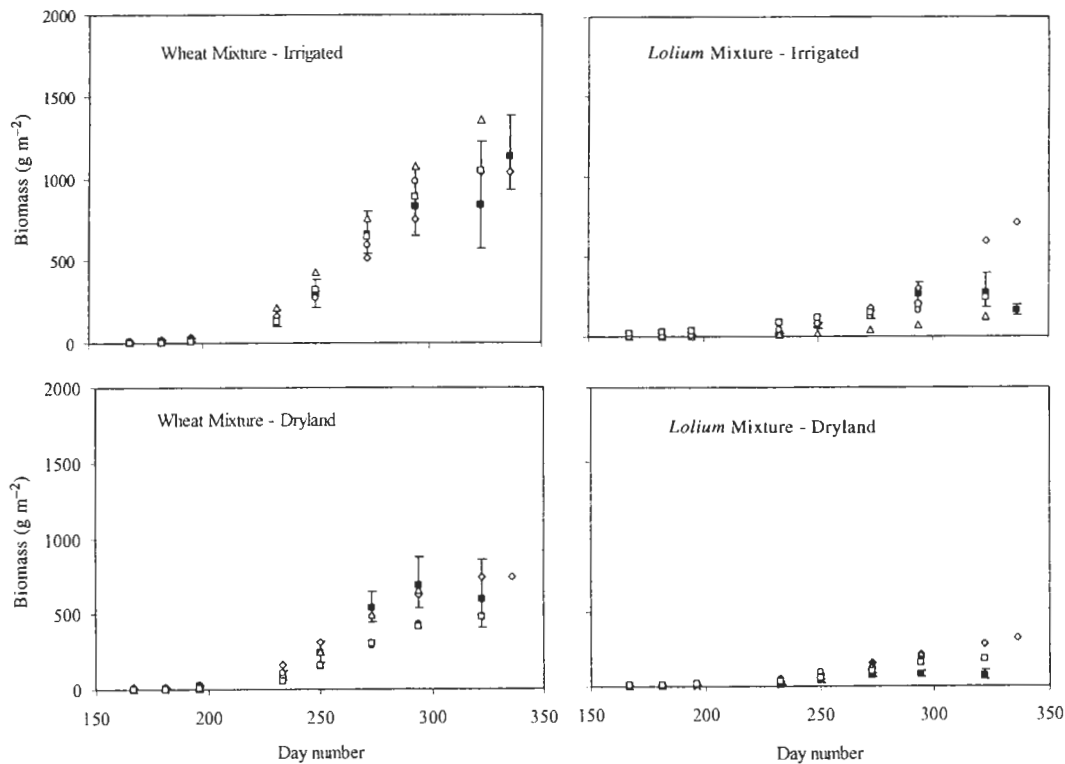 2000
1500
1000
500
0
Biomass (g m⁻²)
Wheat Mixture - Irrigated
Lolium Mixture - Irrigated
2000
1500
1000
500
0
Biomass (g m⁻²)
Wheat Mixture - Dryland
Lolium Mixture - Dryland
150 200 250 300 350
Day number
150 200 250 300 350
Day number